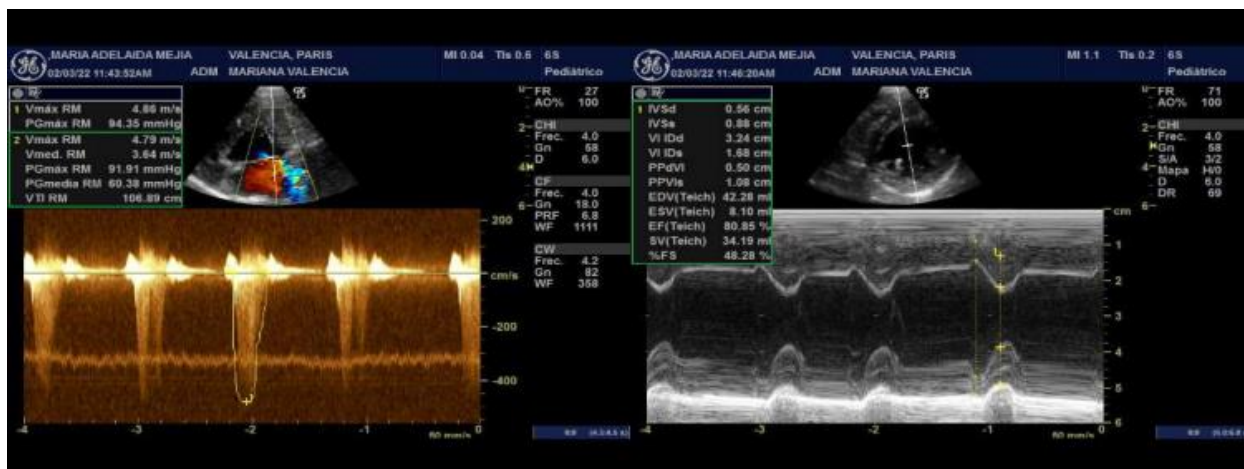 ,MARIA ADELAIDA MEJIA VALENCIA, PARIS MI 0.04 TIs 0.6 6S
02/03/22 11:43:52AM ADM MARIANA VALENCIA Pediátrico
1 Vmáx RM 4.86 m/s
PGmáx RM 94.35 mmHg
2 Vmáx RM 4.79 m/s
Vmed. RM 3.64 m/s
PGmáx RM 91.91 mmHg
PGmedia RM 60.38 mmHg
VTI RM 106.89 cm
FR 27
AO% 100
CHI
Frec. 4.0
Gn 58
D 6.0
CF
Frec. 4.0
Gn 18.0
PRF 6.8
WF 1111
CW
Frec. 4.2
Gn 82
WF 358
2
4
6
200
cm/s
-200
-400
-4 -3 -2 -1 0
60 mm/s
,MARIA ADELAIDA MEJIA VALENCIA, PARIS MI 1.1 TIs 0.2 6S
02/03/22 11:46:20AM ADM MARIANA VALENCIA Pediátrico
1 IVSd 0.56 cm
IVSs 0.88 cm
VI IDd 3.24 cm
VI IDs 1.68 cm
PPdVI 0.50 cm
PPVIs 1.08 cm
EDV(Teich) 42.28 ml
ESV(Teich) 8.10 ml
EF(Teich) 80.85 %
SV(Teich) 34.19 ml
%FS 48.28 %
FR 71
AO% 100
CHI
Frec. 4.0
Gn 58
S/A 3/2
Mapa H/0
D 6.0
DR 69
2
4
6
cm
1
2
3
4
5
6
-4 -3 -2 -1 0
60 mm/s